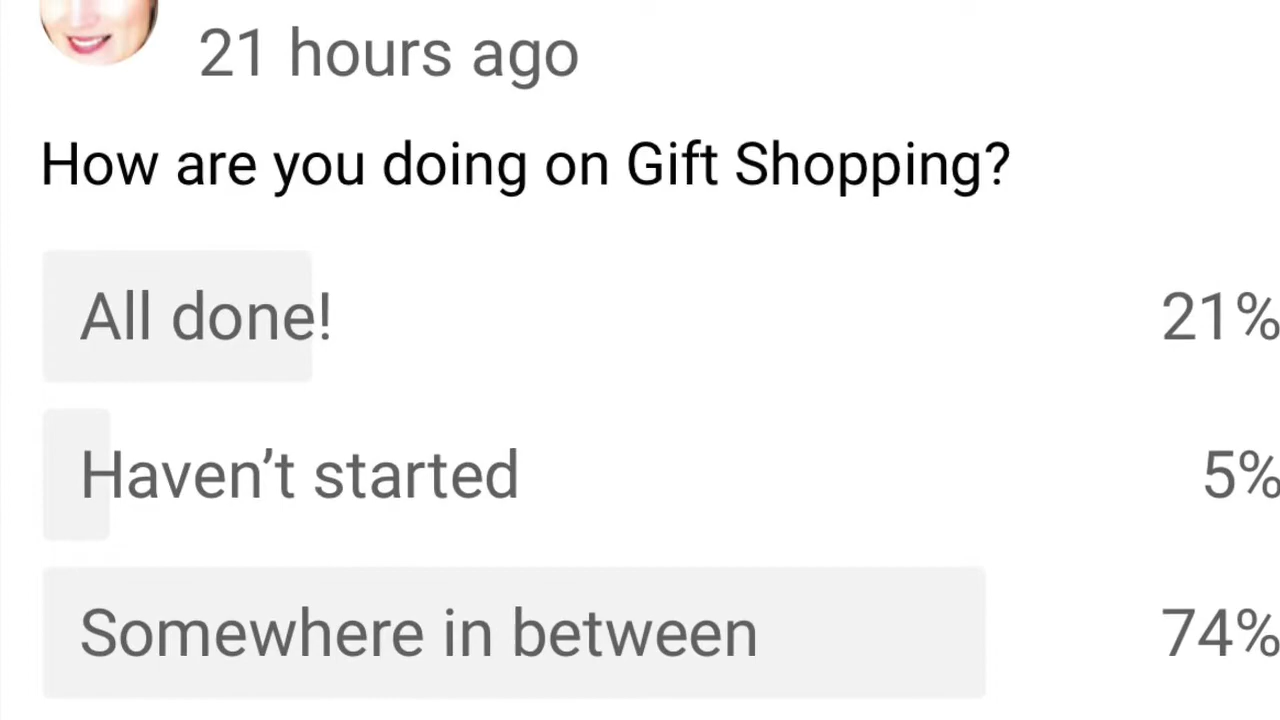 21 hours ago
How are you doing on Gift Shopping?
All done! 21%
Haven’t started 5%
Somewhere in between 74%